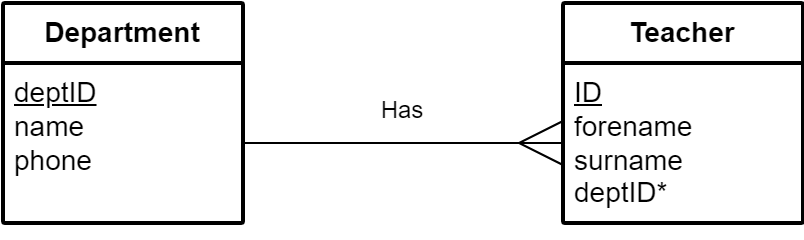 Department
deptID
name
phone
Has
Teacher
ID
forename
surname
deptID*